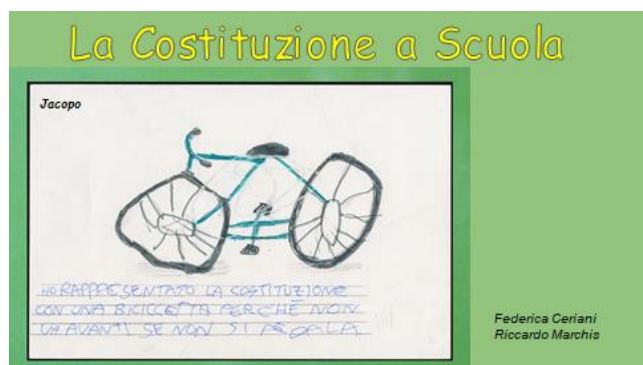 La Costituzione a Scuola
Jacopo
HO RAPPRESENTATO LA COSTITUZIONE
CON UNA BICICLETTA PERCHÉ NON
VA AVANTI SE NON SI PEDALA.
Federica Ceriani
Riccardo Marchis